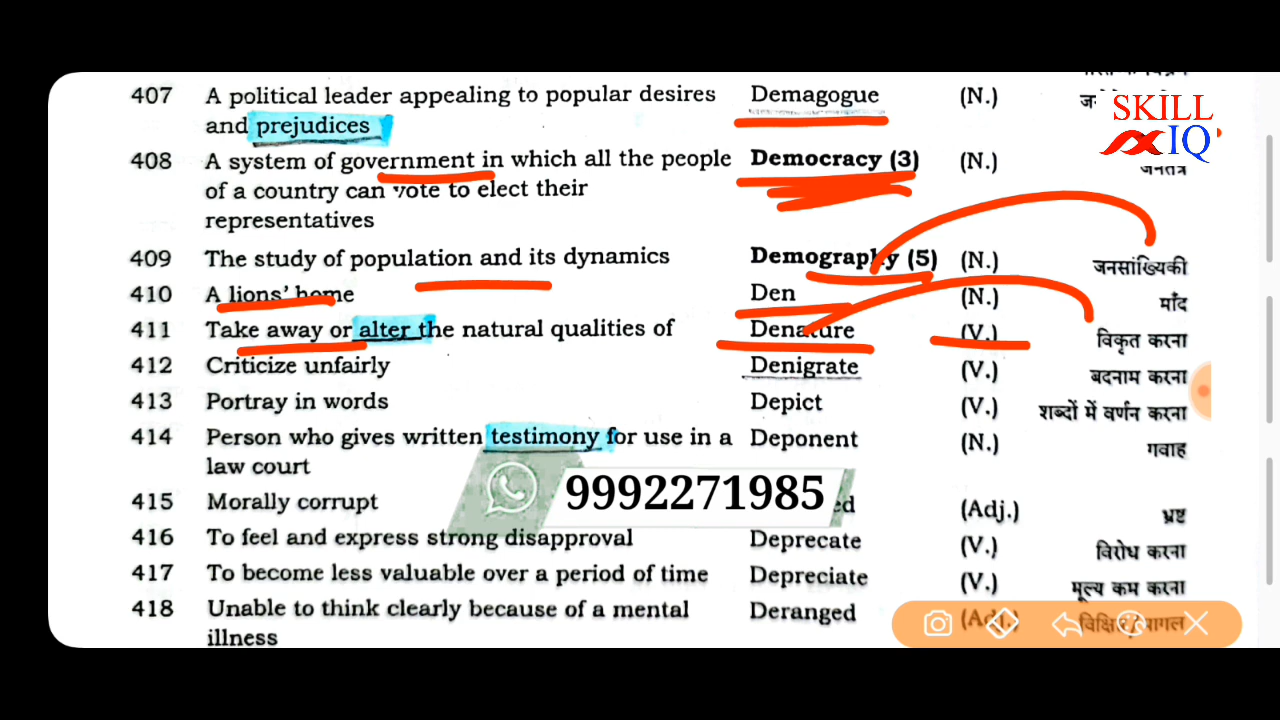 407 A political leader appealing to popular desires Demagogue (N.)
and prejudices
SKILL
IQ
408 A system of government in which all the people Democracy (3) (N.) जनतंत्र
of a country can vote to elect their
representatives
409 The study of population and its dynamics Demography (5) (N.) जनसांख्यिकी
410 A lions' home Den (N.) माँद
411 Take away or alter the natural qualities of Denature (V.) विकृत करना
412 Criticize unfairly Denigrate (V.) बदनाम करना
413 Portray in words Depict (V.) शब्दों में वर्णन करना
414 Person who gives written testimony for use in a Deponent (N.) गवाह
law court
9992271985
415 Morally corrupt (Adj.) भ्रष्ट
416 To feel and express strong disapproval Deprecate (V.) विरोध करना
417 To become less valuable over a period of time Depreciate (V.) मूल्य कम करना
418 Unable to think clearly because of a mental Deranged (Adj.) विक्षिप्त/पागल
illness